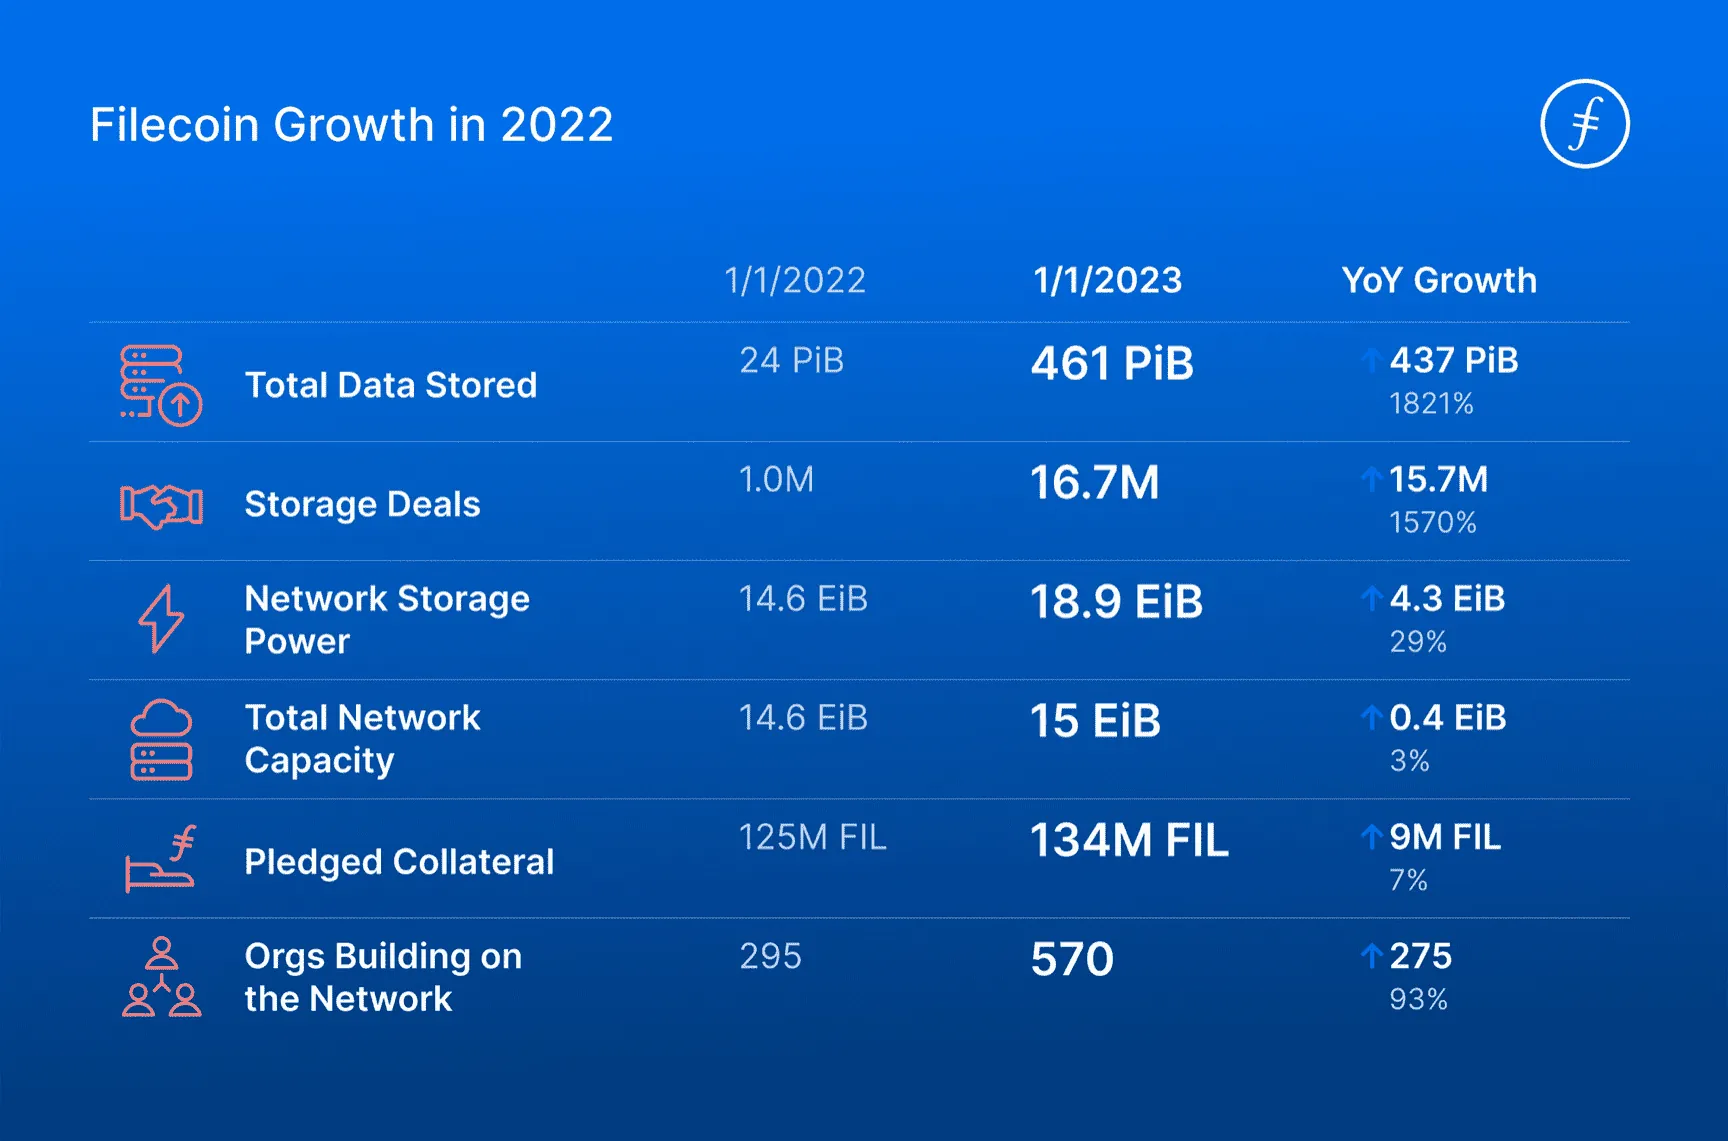 Filecoin Growth in 2022
1/1/2022 1/1/2023 YoY Growth
Total Data Stored 24 PiB 461 PiB 437 PiB
1821%
Storage Deals 1.0M 16.7M 15.7M
1570%
Network Storage 14.6 EiB 18.9 EiB 4.3 EiB
Power 29%
Total Network 14.6 EiB 15 EiB 0.4 EiB
Capacity 3%
Pledged Collateral 125M FIL 134M FIL 9M FIL
7%
Orgs Building on 295 570 275
the Network 93%